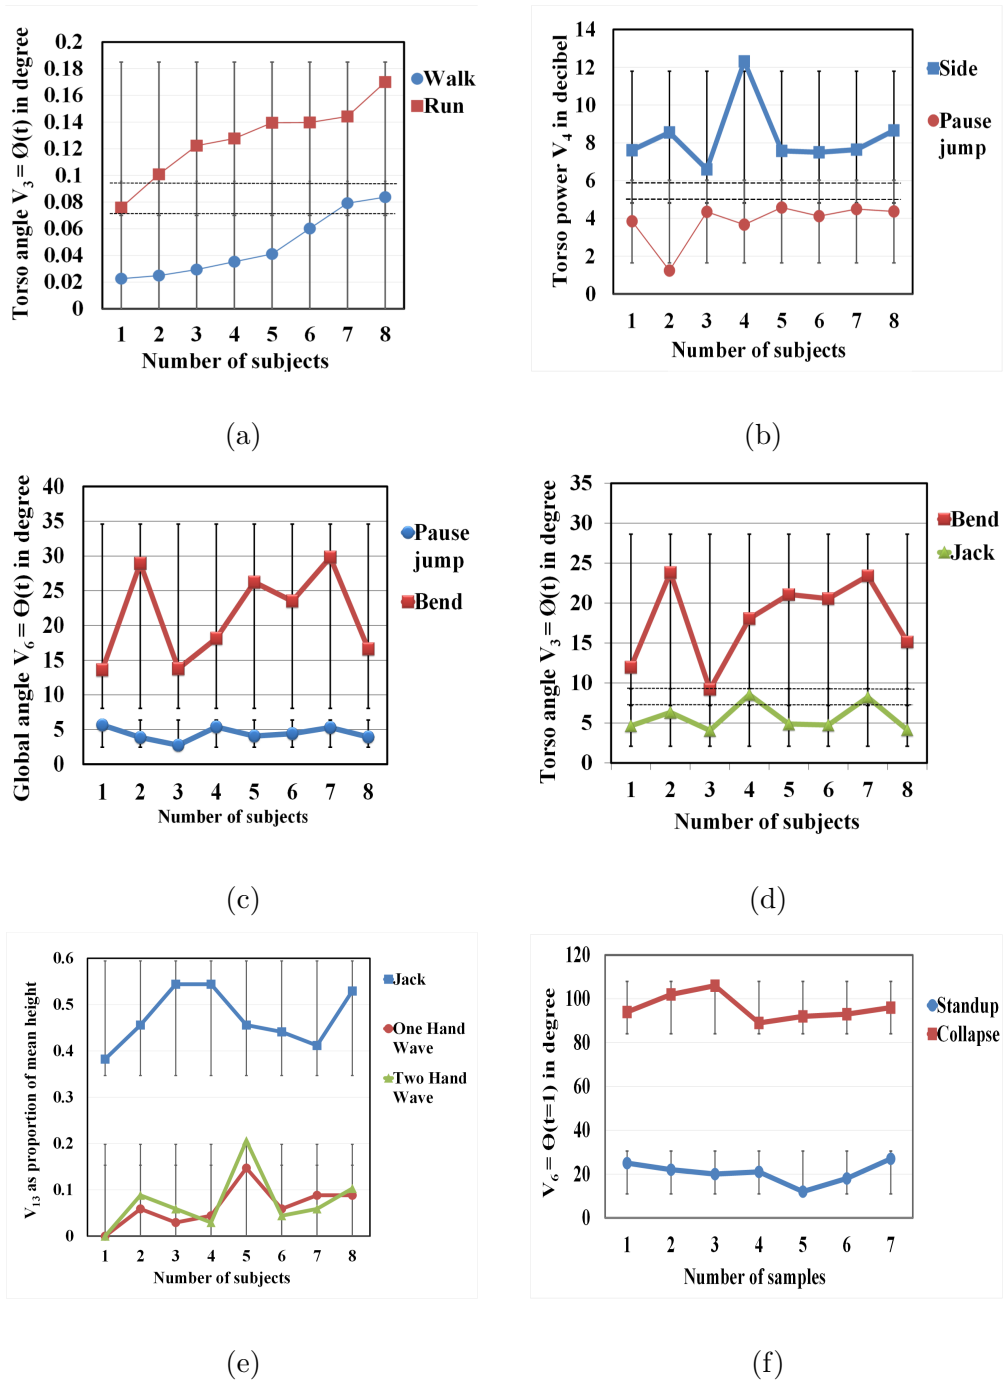 0.2
0.18
0.16
0.14
0.12
0.1
0.08
0.06
0.04
0.02
0
Torso angle V3 = Ø(t) in degree
1 2 3 4 5 6 7 8
Number of subjects
Walk
Run
(a)
14
12
10
8
6
4
2
0
Torso power V4 in decibel
1 2 3 4 5 6 7 8
Number of subjects
Side
Pause
jump
(b)
40
35
30
25
20
15
10
5
0
Global angle V6 = Θ(t) in degree
1 2 3 4 5 6 7 8
Number of subjects
Pause
jump
Bend
(c)
35
30
25
20
15
10
5
0
Torso angle V3 = Ø(t) in degree
1 2 3 4 5 6 7 8
Number of subjects
Bend
Jack
(d)
0.6
0.5
0.4
0.3
0.2
0.1
0
V13 as proportion of mean height
1 2 3 4 5 6 7 8
Number of subjects
Jack
One Hand
Wave
Two Hand
Wave
(e)
120
100
80
60
40
20
0
V6 = Θ(t=1) in degree
1 2 3 4 5 6 7
Number of samples
Standup
Collapse
(f)